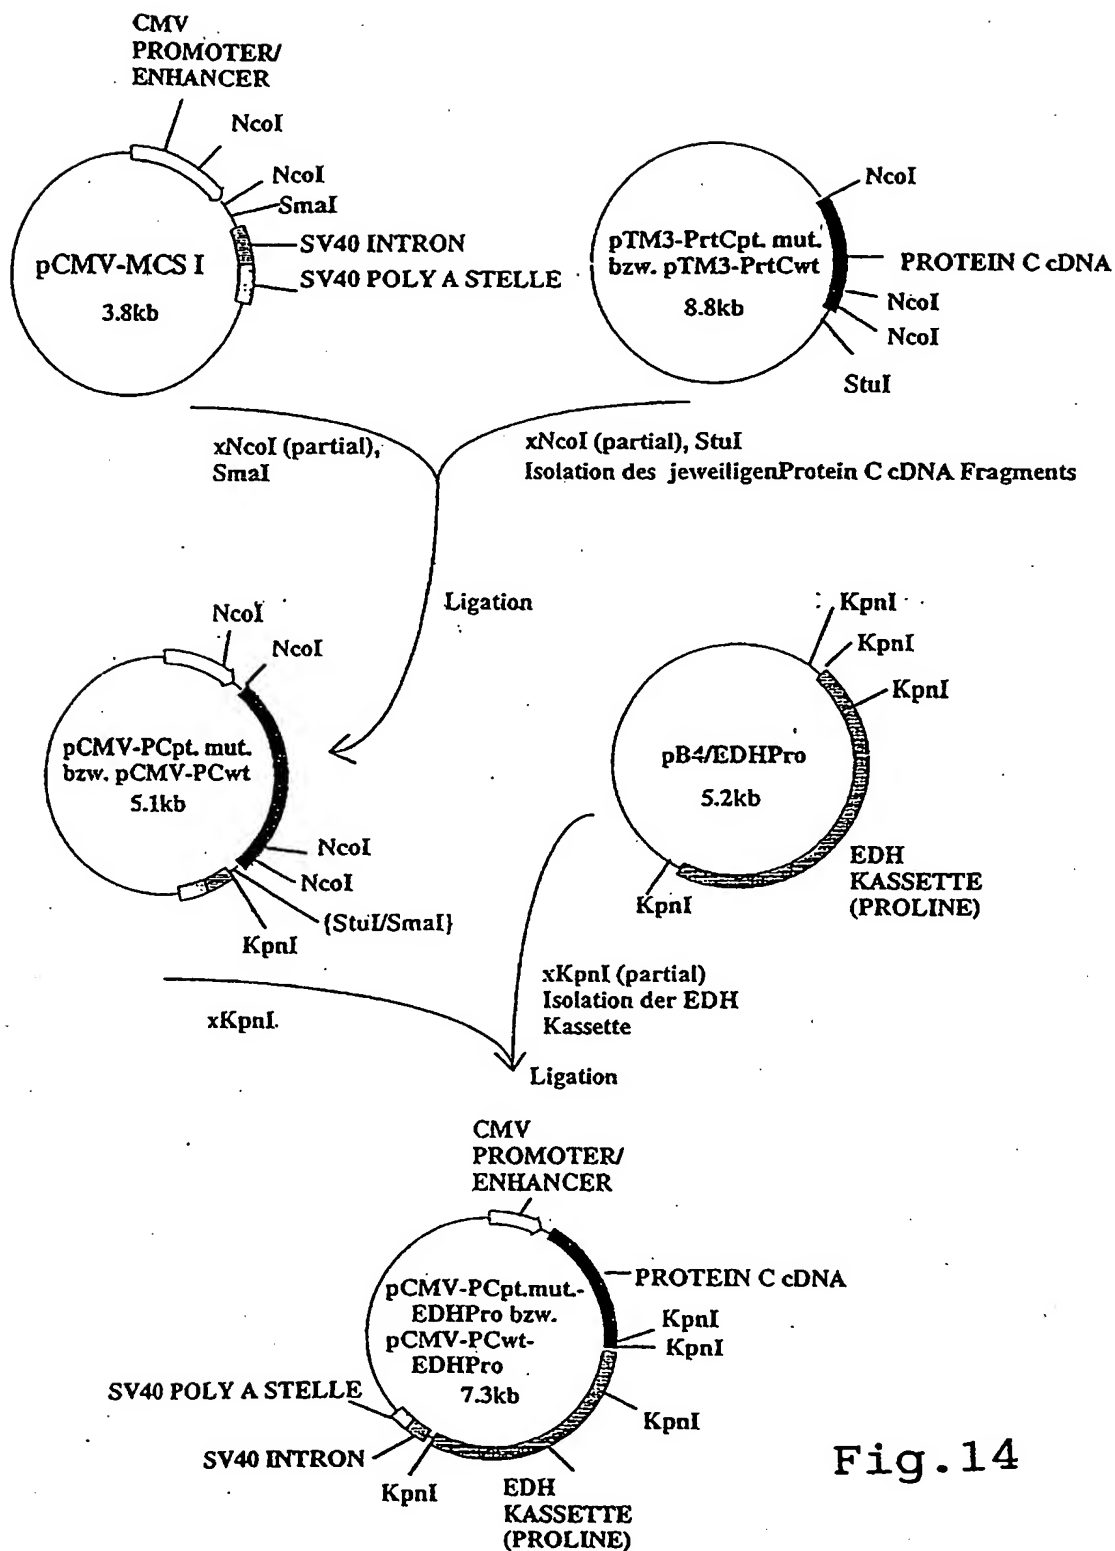 CMV
PROMOTER/
ENHANCER
NcoI
NcoI
SmaI
SV40 INTRON
SV40 POLY A STELLE
pCMV-MCS I
3.8kb
NcoI
pTM3-PrtCpt. mut.
bzw. pTM3-PrtCwt
8.8kb
PROTEIN C cDNA
NcoI
NcoI
StuI
xNcoI (partial),
SmaI
xNcoI (partial), StuI
Isolation des jeweiligenProtein C cDNA Fragments
Ligation
NcoI
NcoI
pCMV-PCpt. mut.
bzw. pCMV-PCwt
5.1kb
NcoI
NcoI
{StuI/SmaI}
KpnI
KpnI
KpnI
KpnI
pB4/EDHPro
5.2kb
EDH
KASSETTE
(PROLINE)
KpnI
xKpnI.
xKpnI (partial)
Isolation der EDH
Kassette
Ligation
CMV
PROMOTER/
ENHANCER
pCMV-PCpt.mut.-
EDHPro bzw.
pCMV-PCwt-
EDHPro
7.3kb
PROTEIN C cDNA
KpnI
KpnI
KpnI
SV40 POLY A STELLE
SV40 INTRON
KpnI
EDH
KASSETTE
(PROLINE)
Fig.14